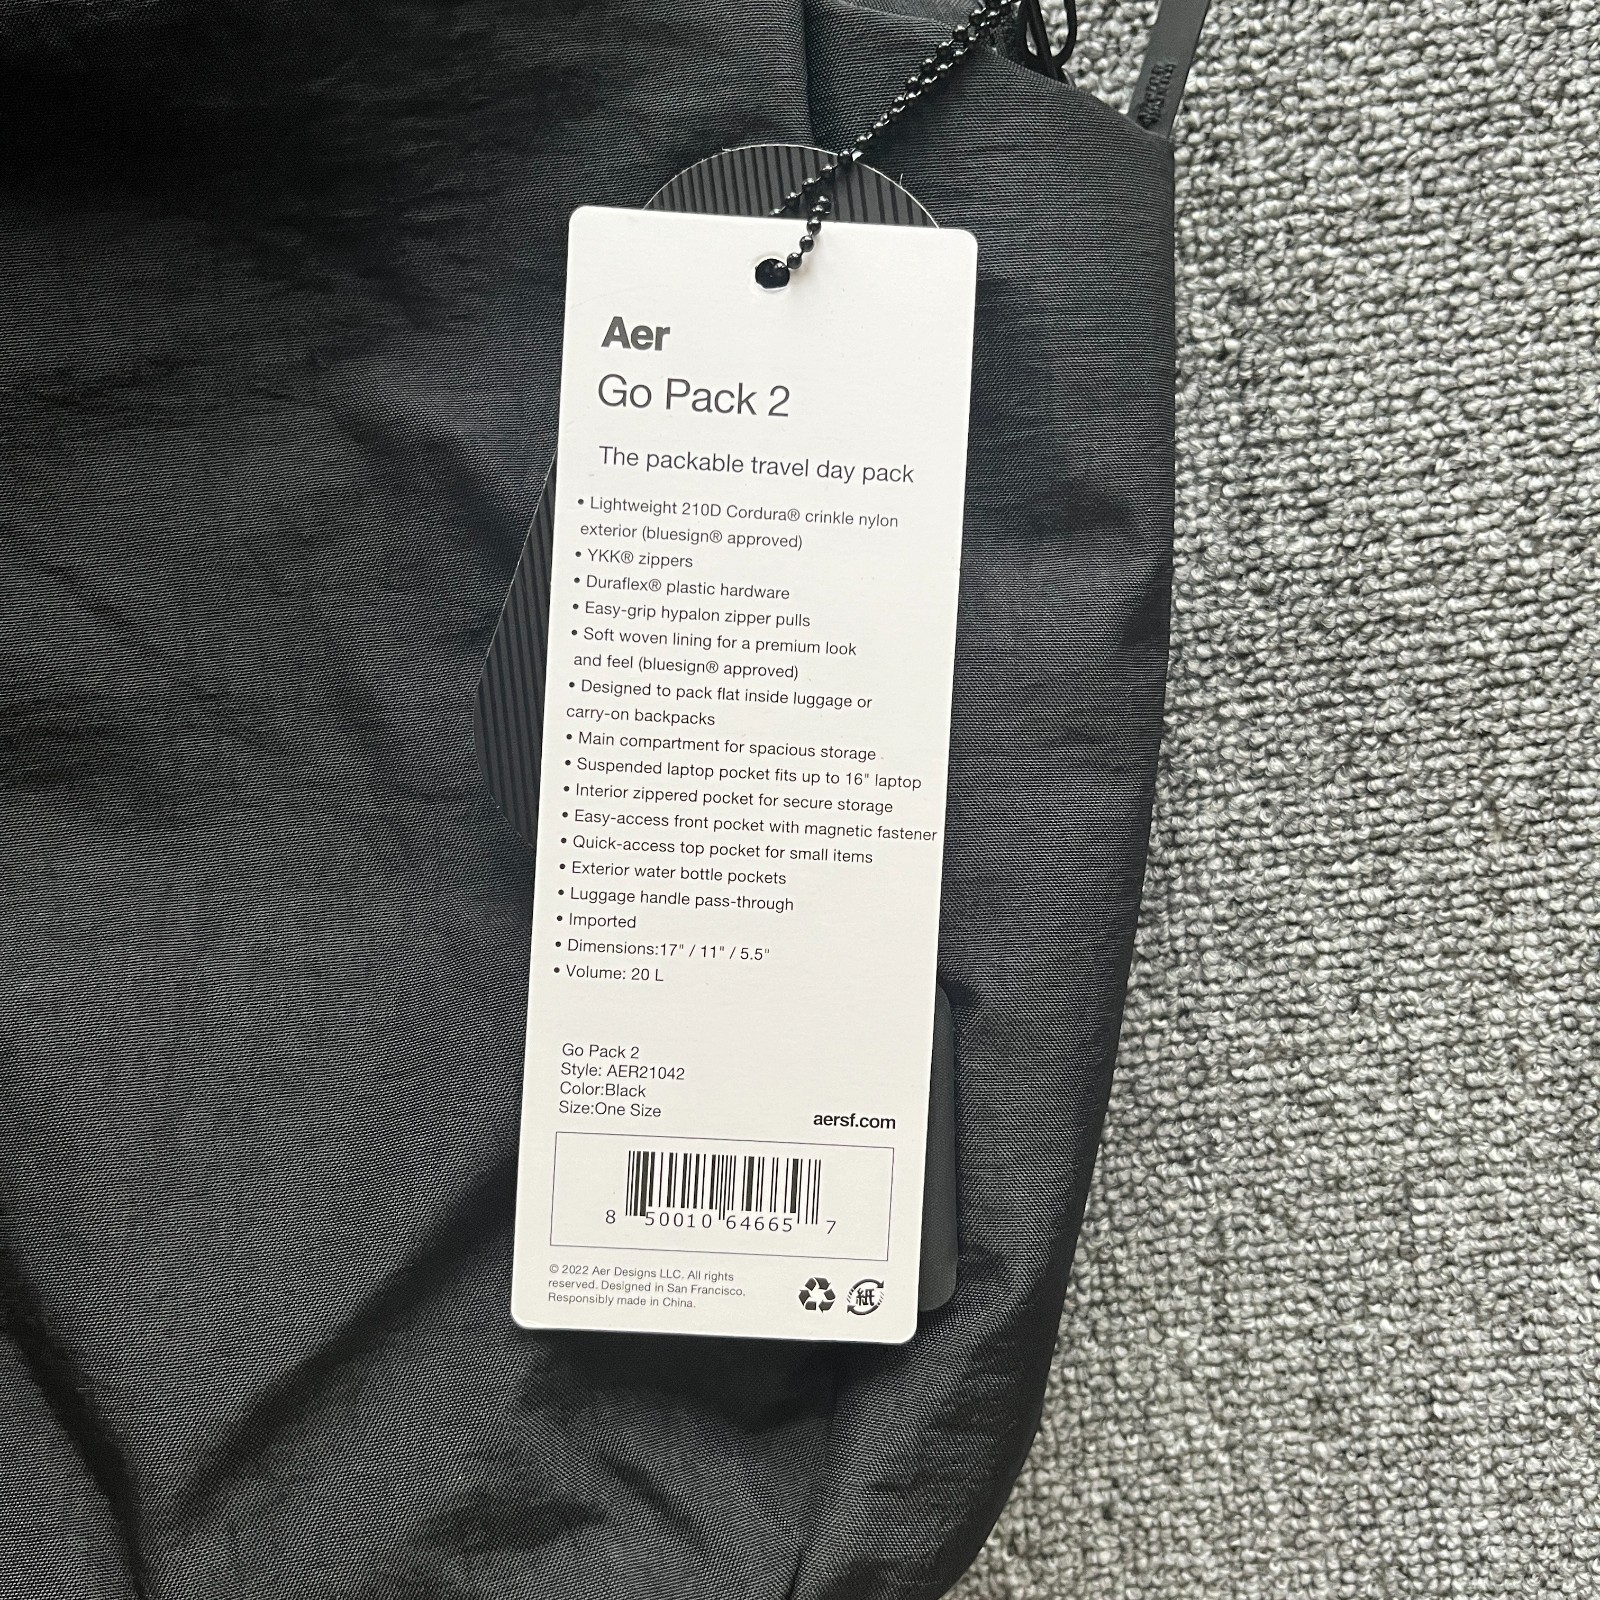 Aer
Go Pack 2
The packable travel day pack
• Lightweight 210D Cordura® crinkle nylon
exterior (bluesign® approved)
• YKK® zippers
• Duraflex® plastic hardware
• Easy-grip hypalon zipper pulls
• Soft woven lining for a premium look
and feel (bluesign® approved)
• Designed to pack flat inside luggage or
carry-on backpacks
• Main compartment for spacious storage
• Suspended laptop pocket fits up to 16" laptop
• Interior zippered pocket for secure storage
• Easy-access front pocket with magnetic fastener
• Quick-access top pocket for small items
• Exterior water bottle pockets
• Luggage handle pass-through
• Imported
• Dimensions:17" / 11" / 5.5"
• Volume: 20 L
Go Pack 2
Style: AER21042
Color:Black
Size:One Size
aersf.com
8 50010 64665 7
© 2022 Aer Designs LLC. All rights
reserved. Designed in San Francisco.
Responsibly made in China.
紙